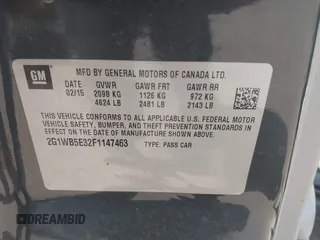 GM
MFD BY GENERAL MOTORS OF CANADA LTD.
DATE GVWR GAWR FRT GAWR RR
02/15 2098 KG 1126 KG 972 KG
4624 LB 2481 LB 2143 LB
THIS VEHICLE CONFORMS TO ALL APPLICABLE U.S. FEDERAL MOTOR
VEHICLE SAFETY, BUMPER, AND THEFT PREVENTION STANDARDS IN EFFECT
ON THE DATE OF MANUFACTURE SHOWN ABOVE.
2G1WB5E32F1147463 TYPE: PASS CAR
DREAMBID